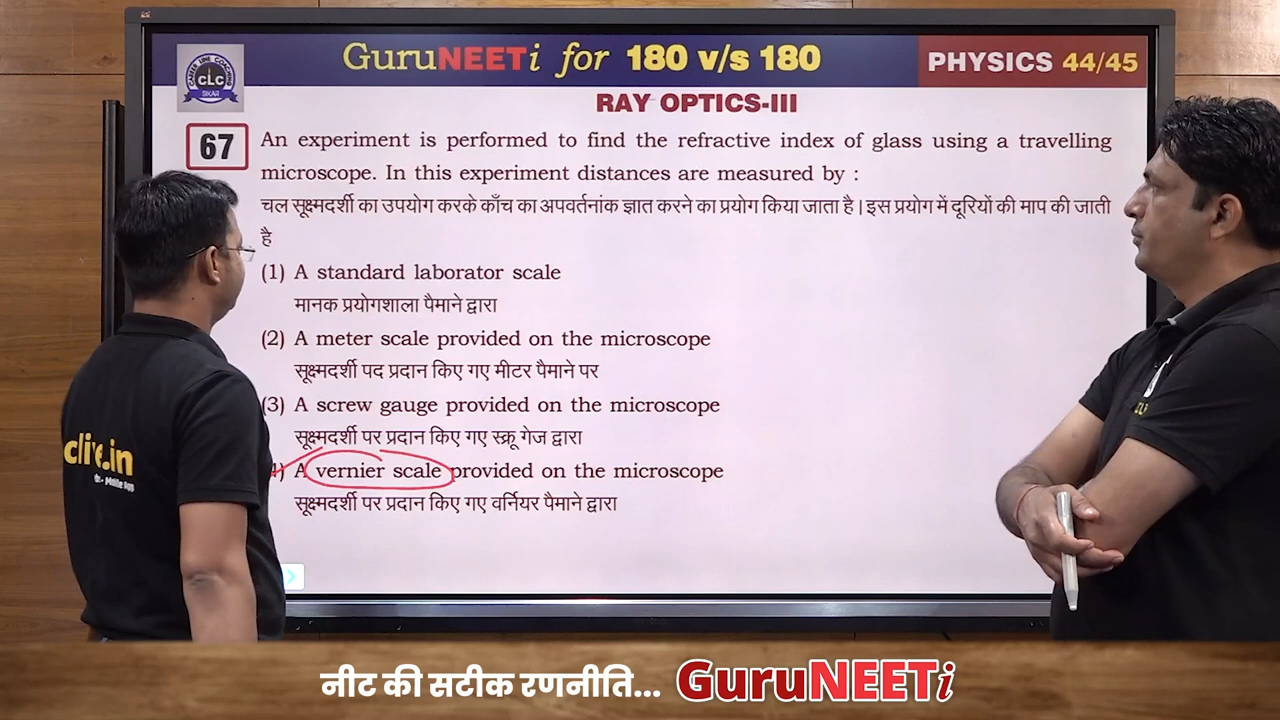 GuruNEETi for 180 v/s 180
PHYSICS 44/45
CAREER LINE COACHING
CLC
SIKAR
RAY OPTICS-III
67
An experiment is performed to find the refractive index of glass using a travelling
microscope. In this experiment distances are measured by :
चल सूक्ष्मदर्शी का उपयोग करके काँच का अपवर्तनांक ज्ञात करने का प्रयोग किया जाता है। इस प्रयोग में दूरियों की माप की जाती
है
(1) A standard laborator scale
मानक प्रयोगशाला पैमाने द्वारा
(2) A meter scale provided on the microscope
सूक्ष्मदर्शी पद प्रदान किए गए मीटर पैमाने पर
(3) A screw gauge provided on the microscope
सूक्ष्मदर्शी पर प्रदान किए गए स्क्रू गेज द्वारा
A vernier scale provided on the microscope
सूक्ष्मदर्शी पर प्रदान किए गए वर्नियर पैमाने द्वारा
नीट की सटीक रणनीति... GuruNEETi